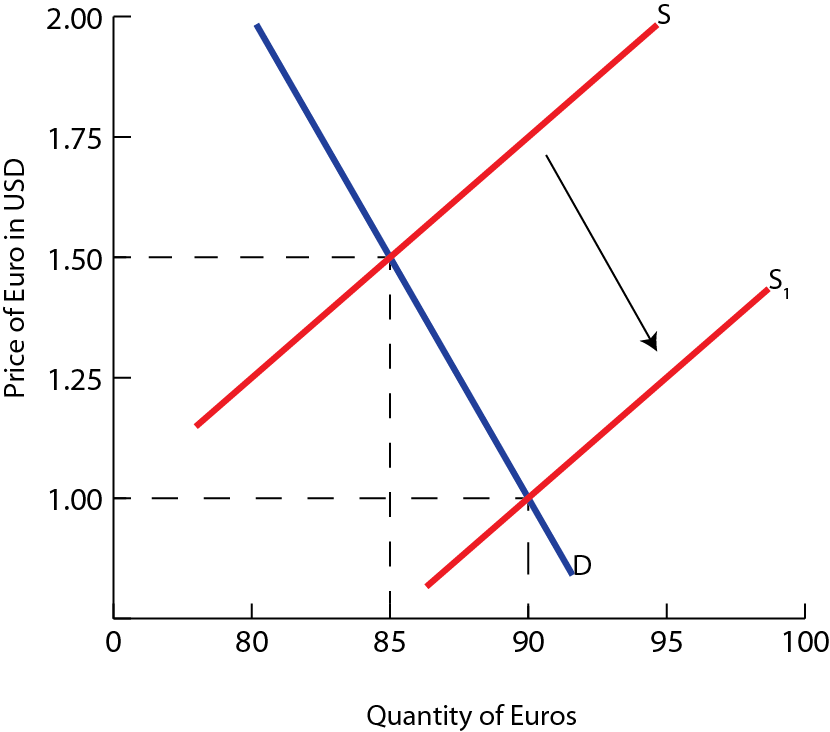 2.00
S
1.75
1.50
S1
1.25
1.00
D
Price of Euro in USD
0 80 85 90 95 100
Quantity of Euros